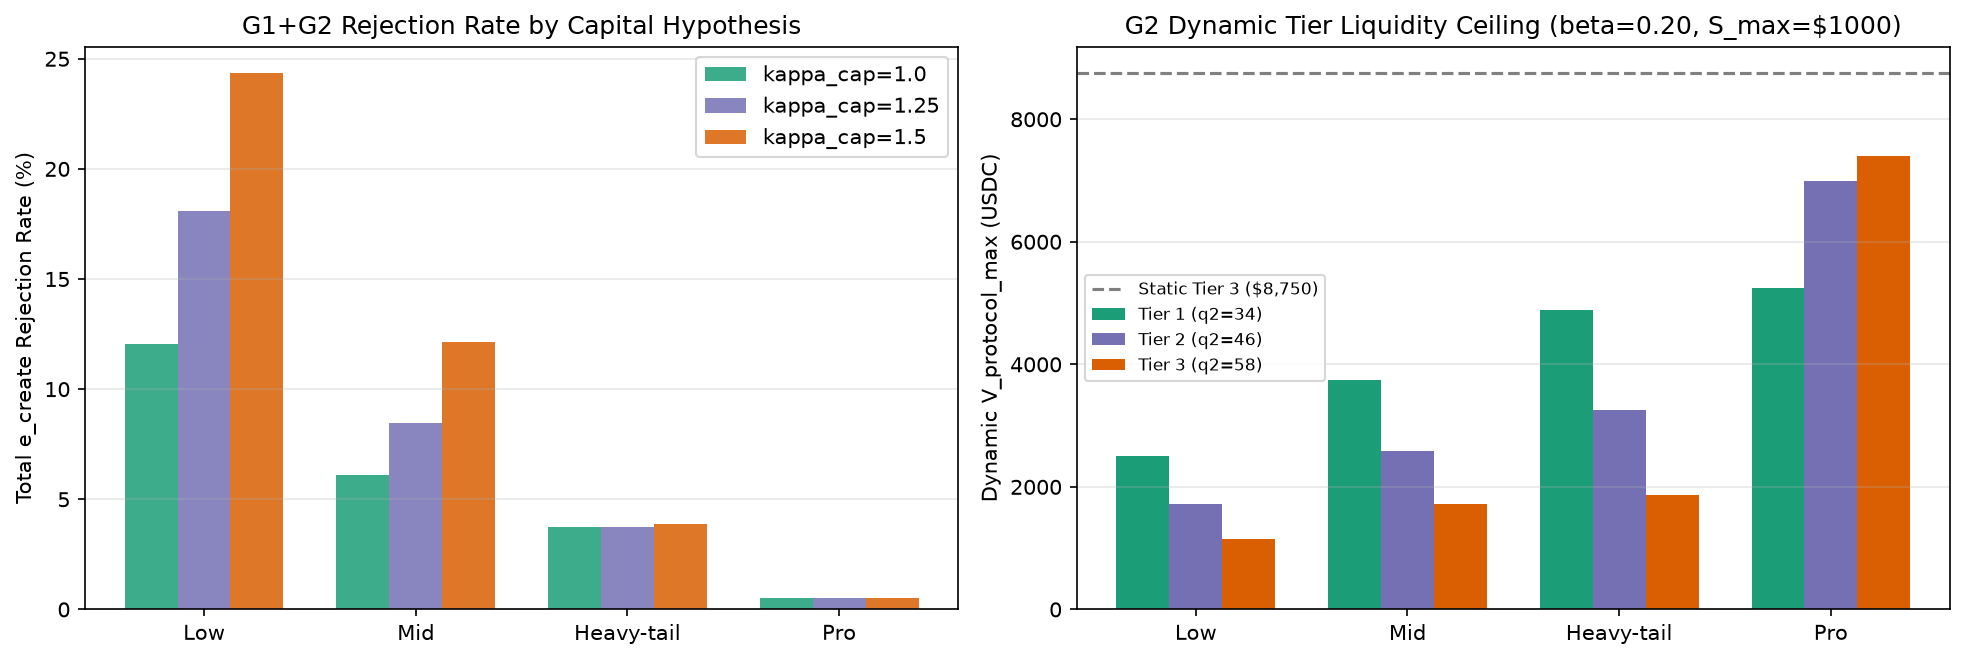 G1+G2 Rejection Rate by Capital Hypothesis
Total e_create Rejection Rate (%)
25
20
15
10
5
0
kappa_cap=1.0
kappa_cap=1.25
kappa_cap=1.5
Low
Mid
Heavy-tail
Pro
G2 Dynamic Tier Liquidity Ceiling (beta=0.20, S_max=$1000)
Dynamic V_protocol_max (USDC)
8000
6000
4000
2000
0
Static Tier 3 ($8,750)
Tier 1 (q2=34)
Tier 2 (q2=46)
Tier 3 (q2=58)
Low
Mid
Heavy-tail
Pro